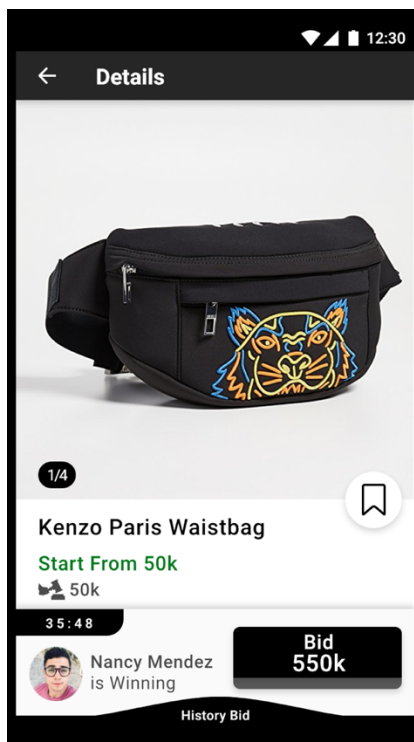 12:30
Details
1/4
Kenzo Paris Waistbag
Start From 50k
50k
35:48
Nancy Mendez
is Winning
Bid
550k
History Bid